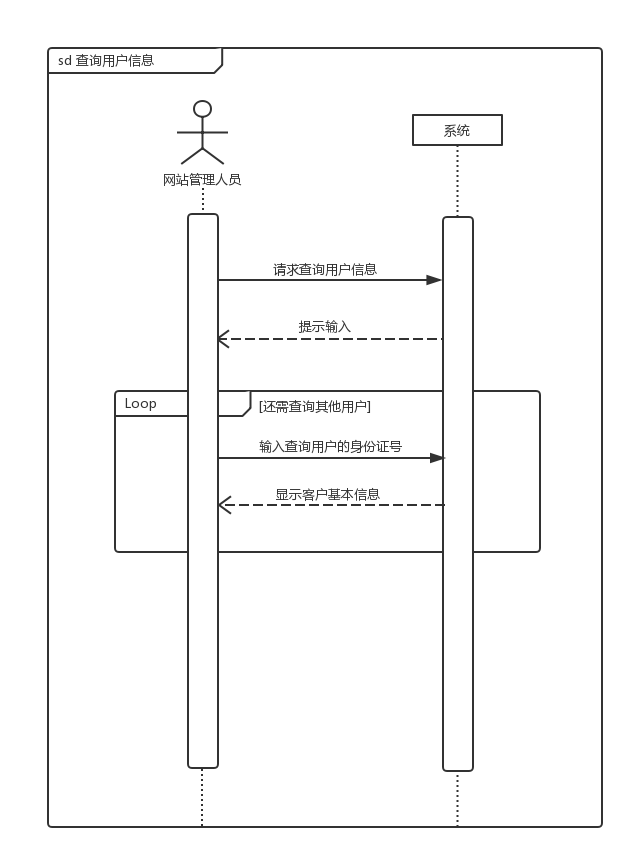 sd 查询用户信息
系统
网站管理人员
请求查询用户信息
提示输入
Loop
[还需查询其他用户]
输入查询用户的身份证号
显示客户基本信息